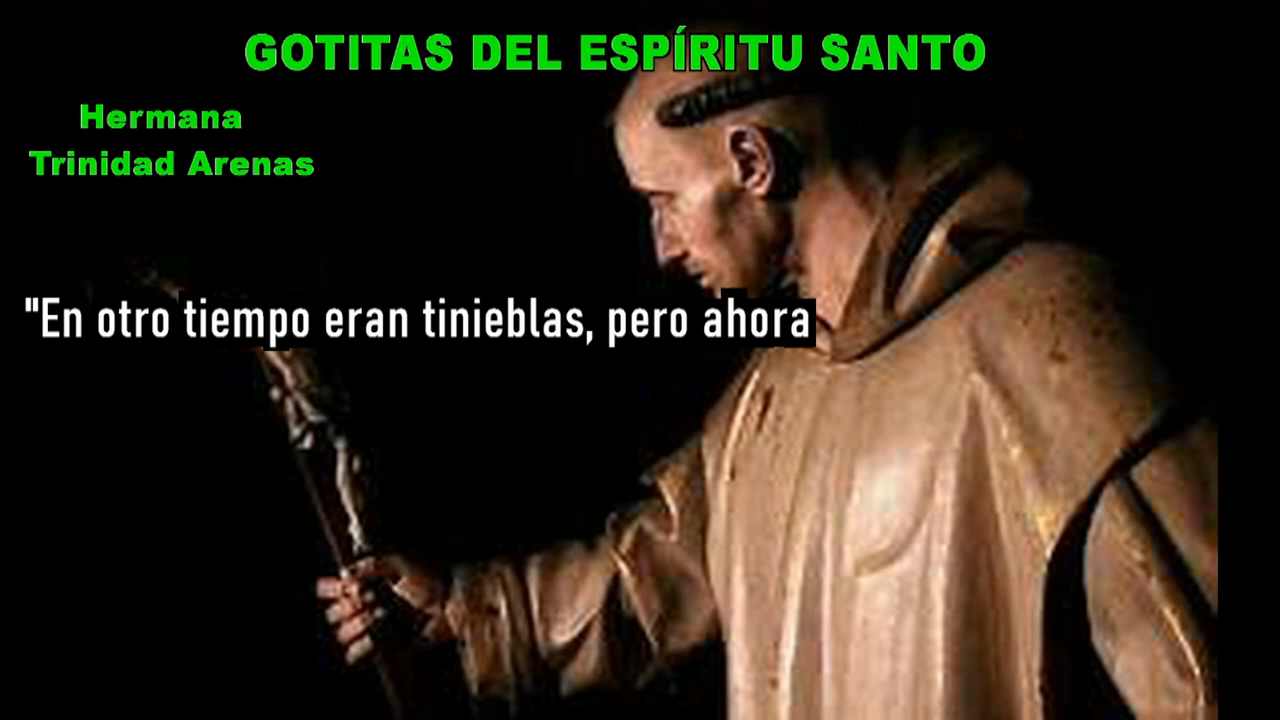 GOTITAS DEL ESPÍRITU SANTO
Hermana
Trinidad Arenas
"En otro tiempo eran tinieblas, pero ahora